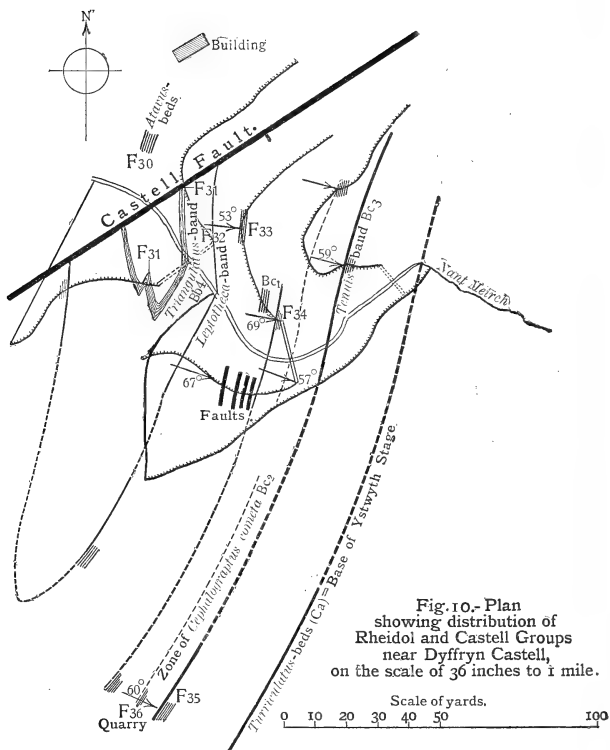 N
Building
Atavus-
beds.
F30
Castell Fault.
F31
F31
53°
F33
F32
Triangulatus-band
Bb4
Leptotheca-band
Bc1
F34
69°
59°
Tenuis band Bc3
Nant Meirch
67°
57°
Faults
Zone of Cephalograptus cometa Bc2
Turriculatus-beds (Ca)=Base of Ystwyth Stage.
60°
F36
F35
Quarry
Fig.10.- Plan
showing distribution of
Rheidol and Castell Groups
near Dyffryn Castell,
on the scale of 36 inches to 1 mile.
Scale of yards.
0 10 20 30 40 50 100